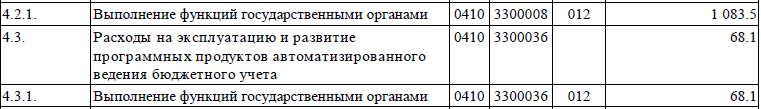 4.2.1. Выполнение функций государственными органами 0410 3300008 012 1 083.5
4.3. Расходы на эксплуатацию и развитие 0410 3300036 68.1
программных продуктов автоматизированного
ведения бюджетного учета
4.3.1. Выполнение функций государственными органами 0410 3300036 012 68.1